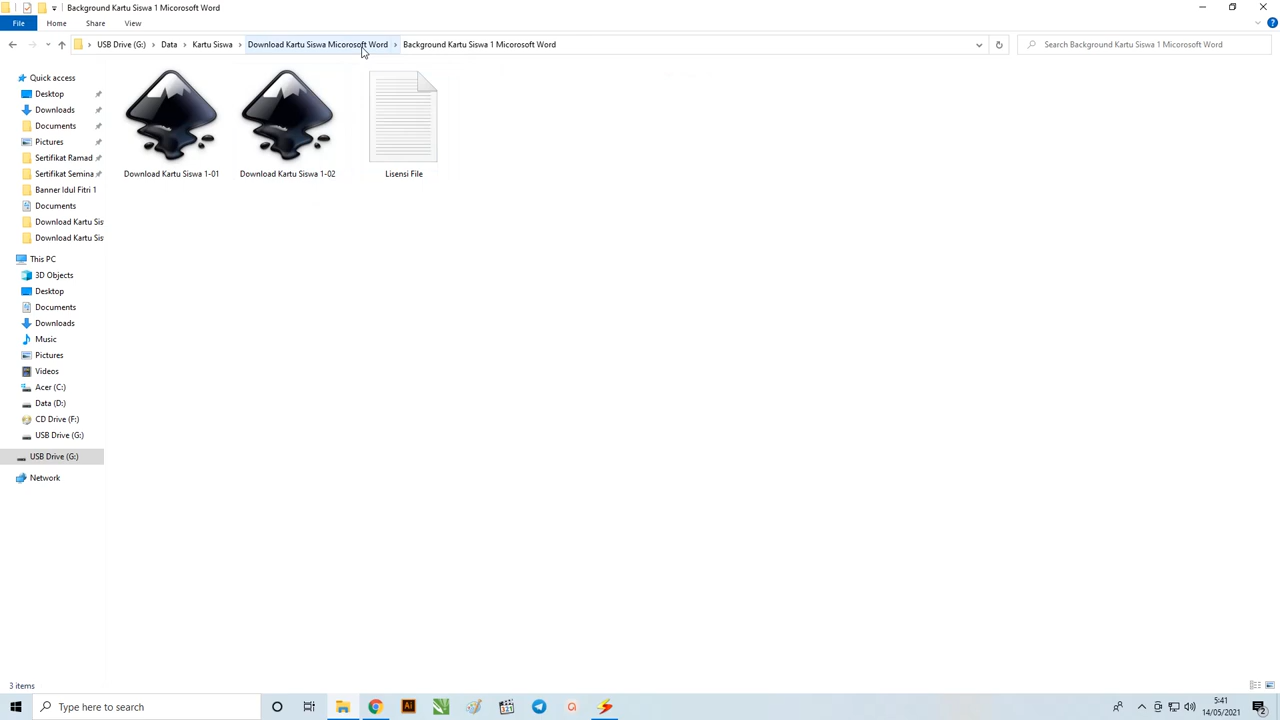 Background Kartu Siswa 1 Micorosoft Word
File Home Share View
USB Drive (G:) Data Kartu Siswa Download Kartu Siswa Micorosoft Word Background Kartu Siswa 1 Micorosoft Word Search Background Kartu Siswa 1 Micorosoft Word
Quick access
Desktop
Downloads
Documents
Pictures
Sertifikat Ramad
Sertifikat Semina
Banner Idul Fitri 1
Documents
Download Kartu Sis
Download Kartu Sis
This PC
3D Objects
Desktop
Documents
Downloads
Music
Pictures
Videos
Acer (C:)
Data (D:)
CD Drive (F:)
USB Drive (G:)
USB Drive (G:)
Network
Download Kartu Siswa 1-01
Download Kartu Siswa 1-02
Lisensi File
3 items
Type here to search
Ai
5:41
14/05/2021
2